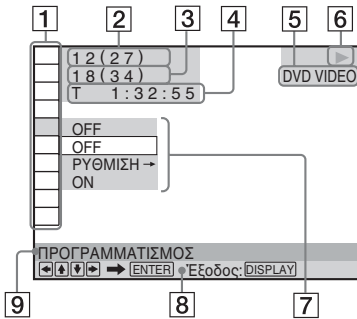 1 2 3 4 5 6
12(27)
18(34)
T 1:32:55
DVD VIDEO
OFF
OFF
ΡΥΘΜΙΣΗ →
ON
ΠΡΟΓΡΑΜΜΑΤΙΣΜΟΣ
ENTER Έξοδος: DISPLAY
9 8 7